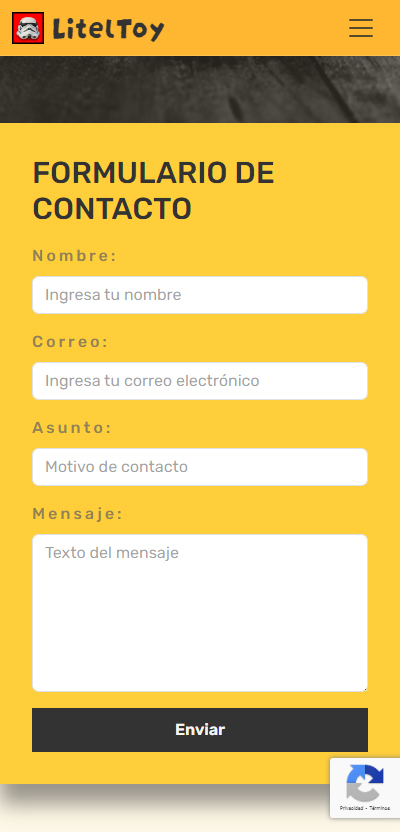 LitelToy
FORMULARIO DE
CONTACTO
Nombre:
Ingresa tu nombre
Correo:
Ingresa tu correo electrónico
Asunto:
Motivo de contacto
Mensaje:
Texto del mensaje
Enviar
Privacidad - Términos